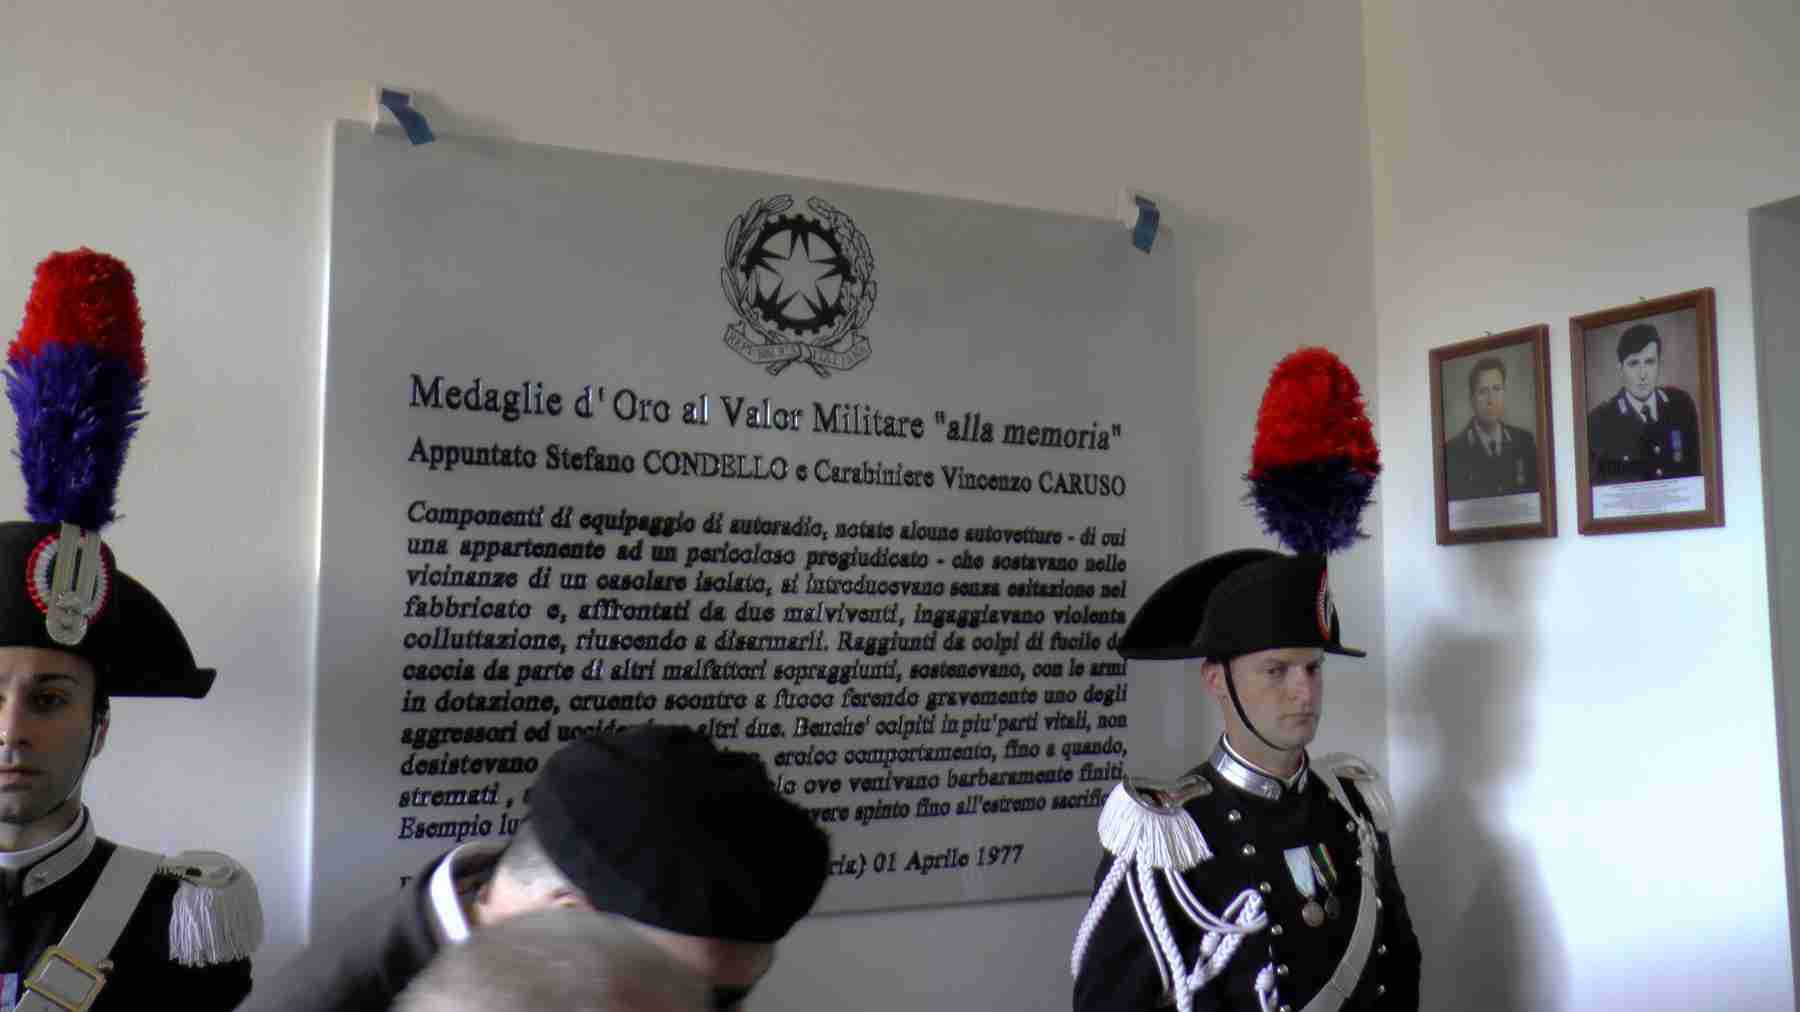 REPVBBLICA ITALIANA
Medaglie d'Oro al Valor Militare "alla memoria"
Appuntato Stefano CONDELLO e Carabiniere Vincenzo CARUSO
Componenti di equipaggio di autoradio, notate alcune autovetture - di cui
una appartenente ad un pericoloso pregiudicato - che sostavano nelle
vicinanze di un casolare isolato, si introducevano senza esitazione nel
fabbricato e, affrontati da due malviventi, ingaggiavano violenta
colluttazione, riuscendo a disarmarli. Raggiunti da colpi di fucile da
caccia da parte di altri malfattori sopraggiunti, sostenevano, con le armi
in dotazione, cruento scontro a fuoco ferendo gravemente uno degli
aggressori ed altri due. Benche' colpiti in piu' parti vitali, non
desistevano eroico comportamento, fino a quando,
stremati, ove venivano barbaramente finiti.
Esempio spinto fino all'estremo sacrificio
01 Aprile 1977